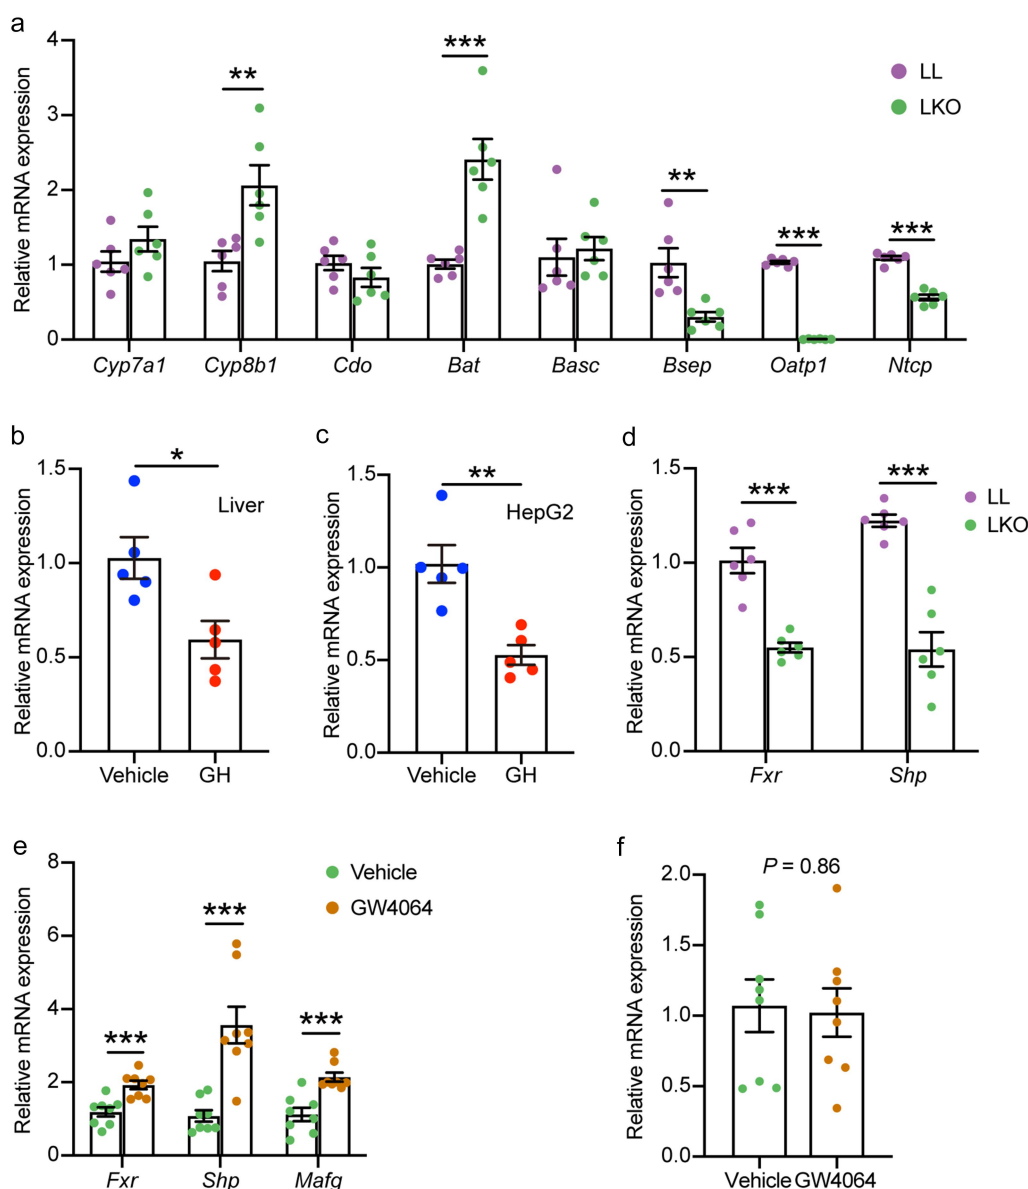 a
Relative mRNA expression
4
3
2
1
0
**
***
**
***
***
LL
LKO
Cyp7a1 Cyp8b1 Cdo Bat Basc Bsep Oatp1 Ntcp
b
Relative mRNA expression
1.5
1.0
0.5
0.0
*
Liver
Vehicle GH
c
Relative mRNA expression
1.5
1.0
0.5
0.0
**
HepG2
Vehicle GH
d
Relative mRNA expression
1.5
1.0
0.5
0.0
***
***
LL
LKO
Fxr Shp
e
Relative mRNA expression
8
6
4
2
0
***
***
***
Vehicle
GW4064
Fxr Shp Mafg
f
Relative mRNA expression
2.0
1.5
1.0
0.5
0.0
P = 0.86
Vehicle GW4064